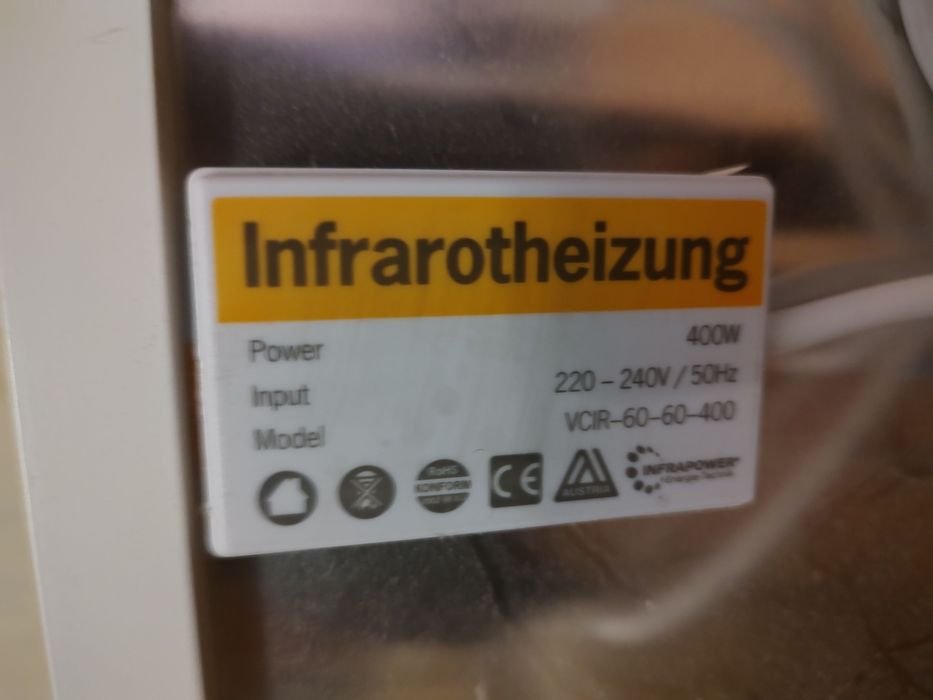 Infrarotheizung
Power 400W
Input 220 – 240V / 50Hz
Model VCIR–60–60–400
RoHS
KONFORM
CE
AUSTRIA
INFRAPOWER®